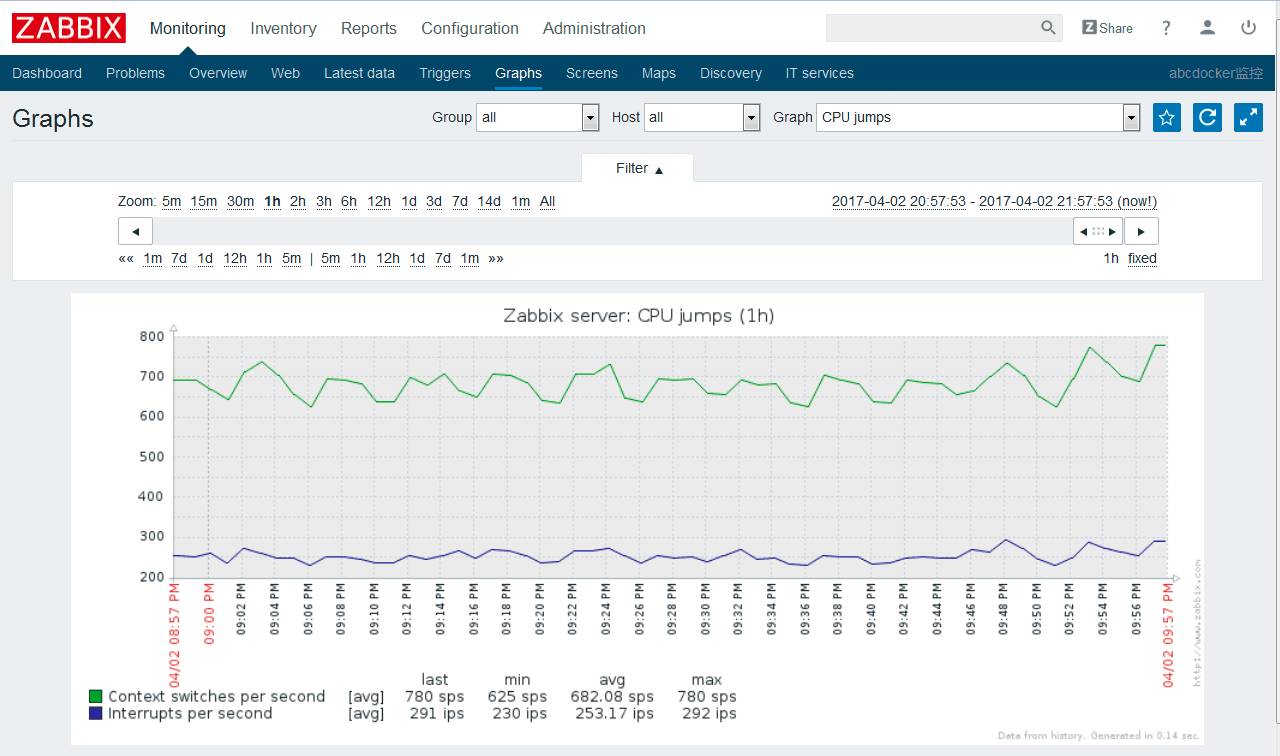 ZABBIX Monitoring Inventory Reports Configuration Administration Z Share ?
Dashboard Problems Overview Web Latest data Triggers Graphs Screens Maps Discovery IT services abcdocker监控
Graphs Group all Host all Graph CPU jumps
Filter ▲
Zoom: 5m 15m 30m 1h 2h 3h 6h 12h 1d 3d 7d 14d 1m All 2017-04-02 20:57:53 - 2017-04-02 21:57:53 (now!)
«« 1m 7d 1d 12h 1h 5m | 5m 1h 12h 1d 7d 1m »» 1h fixed
Zabbix server: CPU jumps (1h)
800
700
600
500
400
300
200
04/02 08:57 PM
09:00 PM
09:02 PM
09:04 PM
09:06 PM
09:08 PM
09:10 PM
09:12 PM
09:14 PM
09:16 PM
09:18 PM
09:20 PM
09:22 PM
09:24 PM
09:26 PM
09:28 PM
09:30 PM
09:32 PM
09:34 PM
09:36 PM
09:38 PM
09:40 PM
09:42 PM
09:44 PM
09:46 PM
09:48 PM
09:50 PM
09:52 PM
09:54 PM
09:56 PM
04/02 09:57 PM
http://www.zabbix.com
last min avg max
Context switches per second [avg] 780 sps 625 sps 682.08 sps 780 sps
Interrupts per second [avg] 291 ips 230 ips 253.17 ips 292 ips
Data from history. Generated in 0.14 sec.